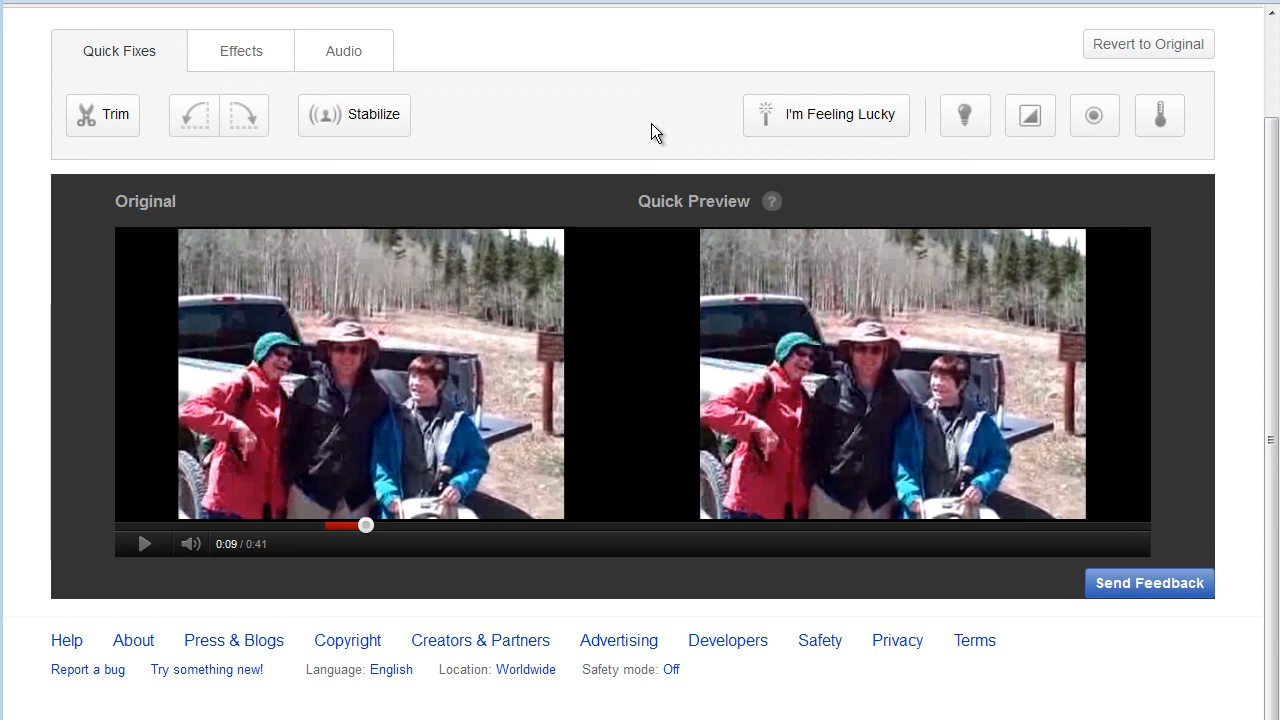 Quick Fixes Effects Audio Revert to Original
Trim Stabilize I'm Feeling Lucky
Original Quick Preview ?
0:09 / 0:41
Send Feedback
Help About Press & Blogs Copyright Creators & Partners Advertising Developers Safety Privacy Terms
Report a bug Try something new! Language: English Location: Worldwide Safety mode: Off